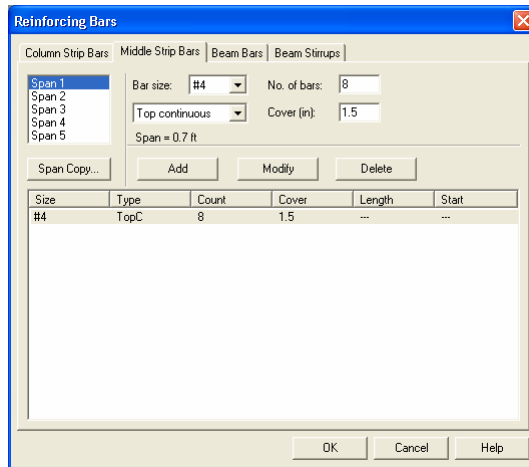 Reinforcing Bars
Column Strip Bars Middle Strip Bars Beam Bars Beam Stirrups
Span 1
Span 2
Span 3
Span 4
Span 5
Bar size: #4 No. of bars: 8
Top continuous Cover (in): 1.5
Span = 0.7 ft
Span Copy... Add Modify Delete
Size Type Count Cover Length Start
#4 TopC 8 1.5 --- ---
OK Cancel Help